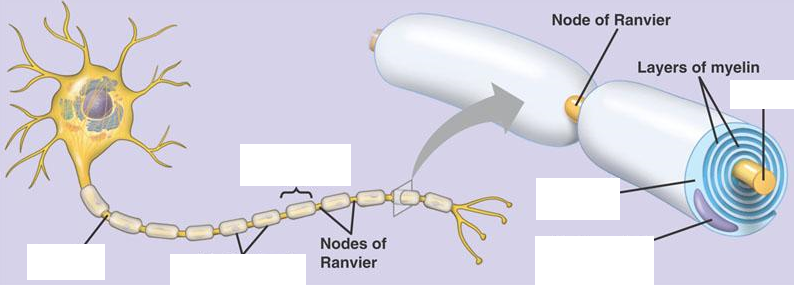 Node of Ranvier
Layers of myelin
Nodes of
Ranvier